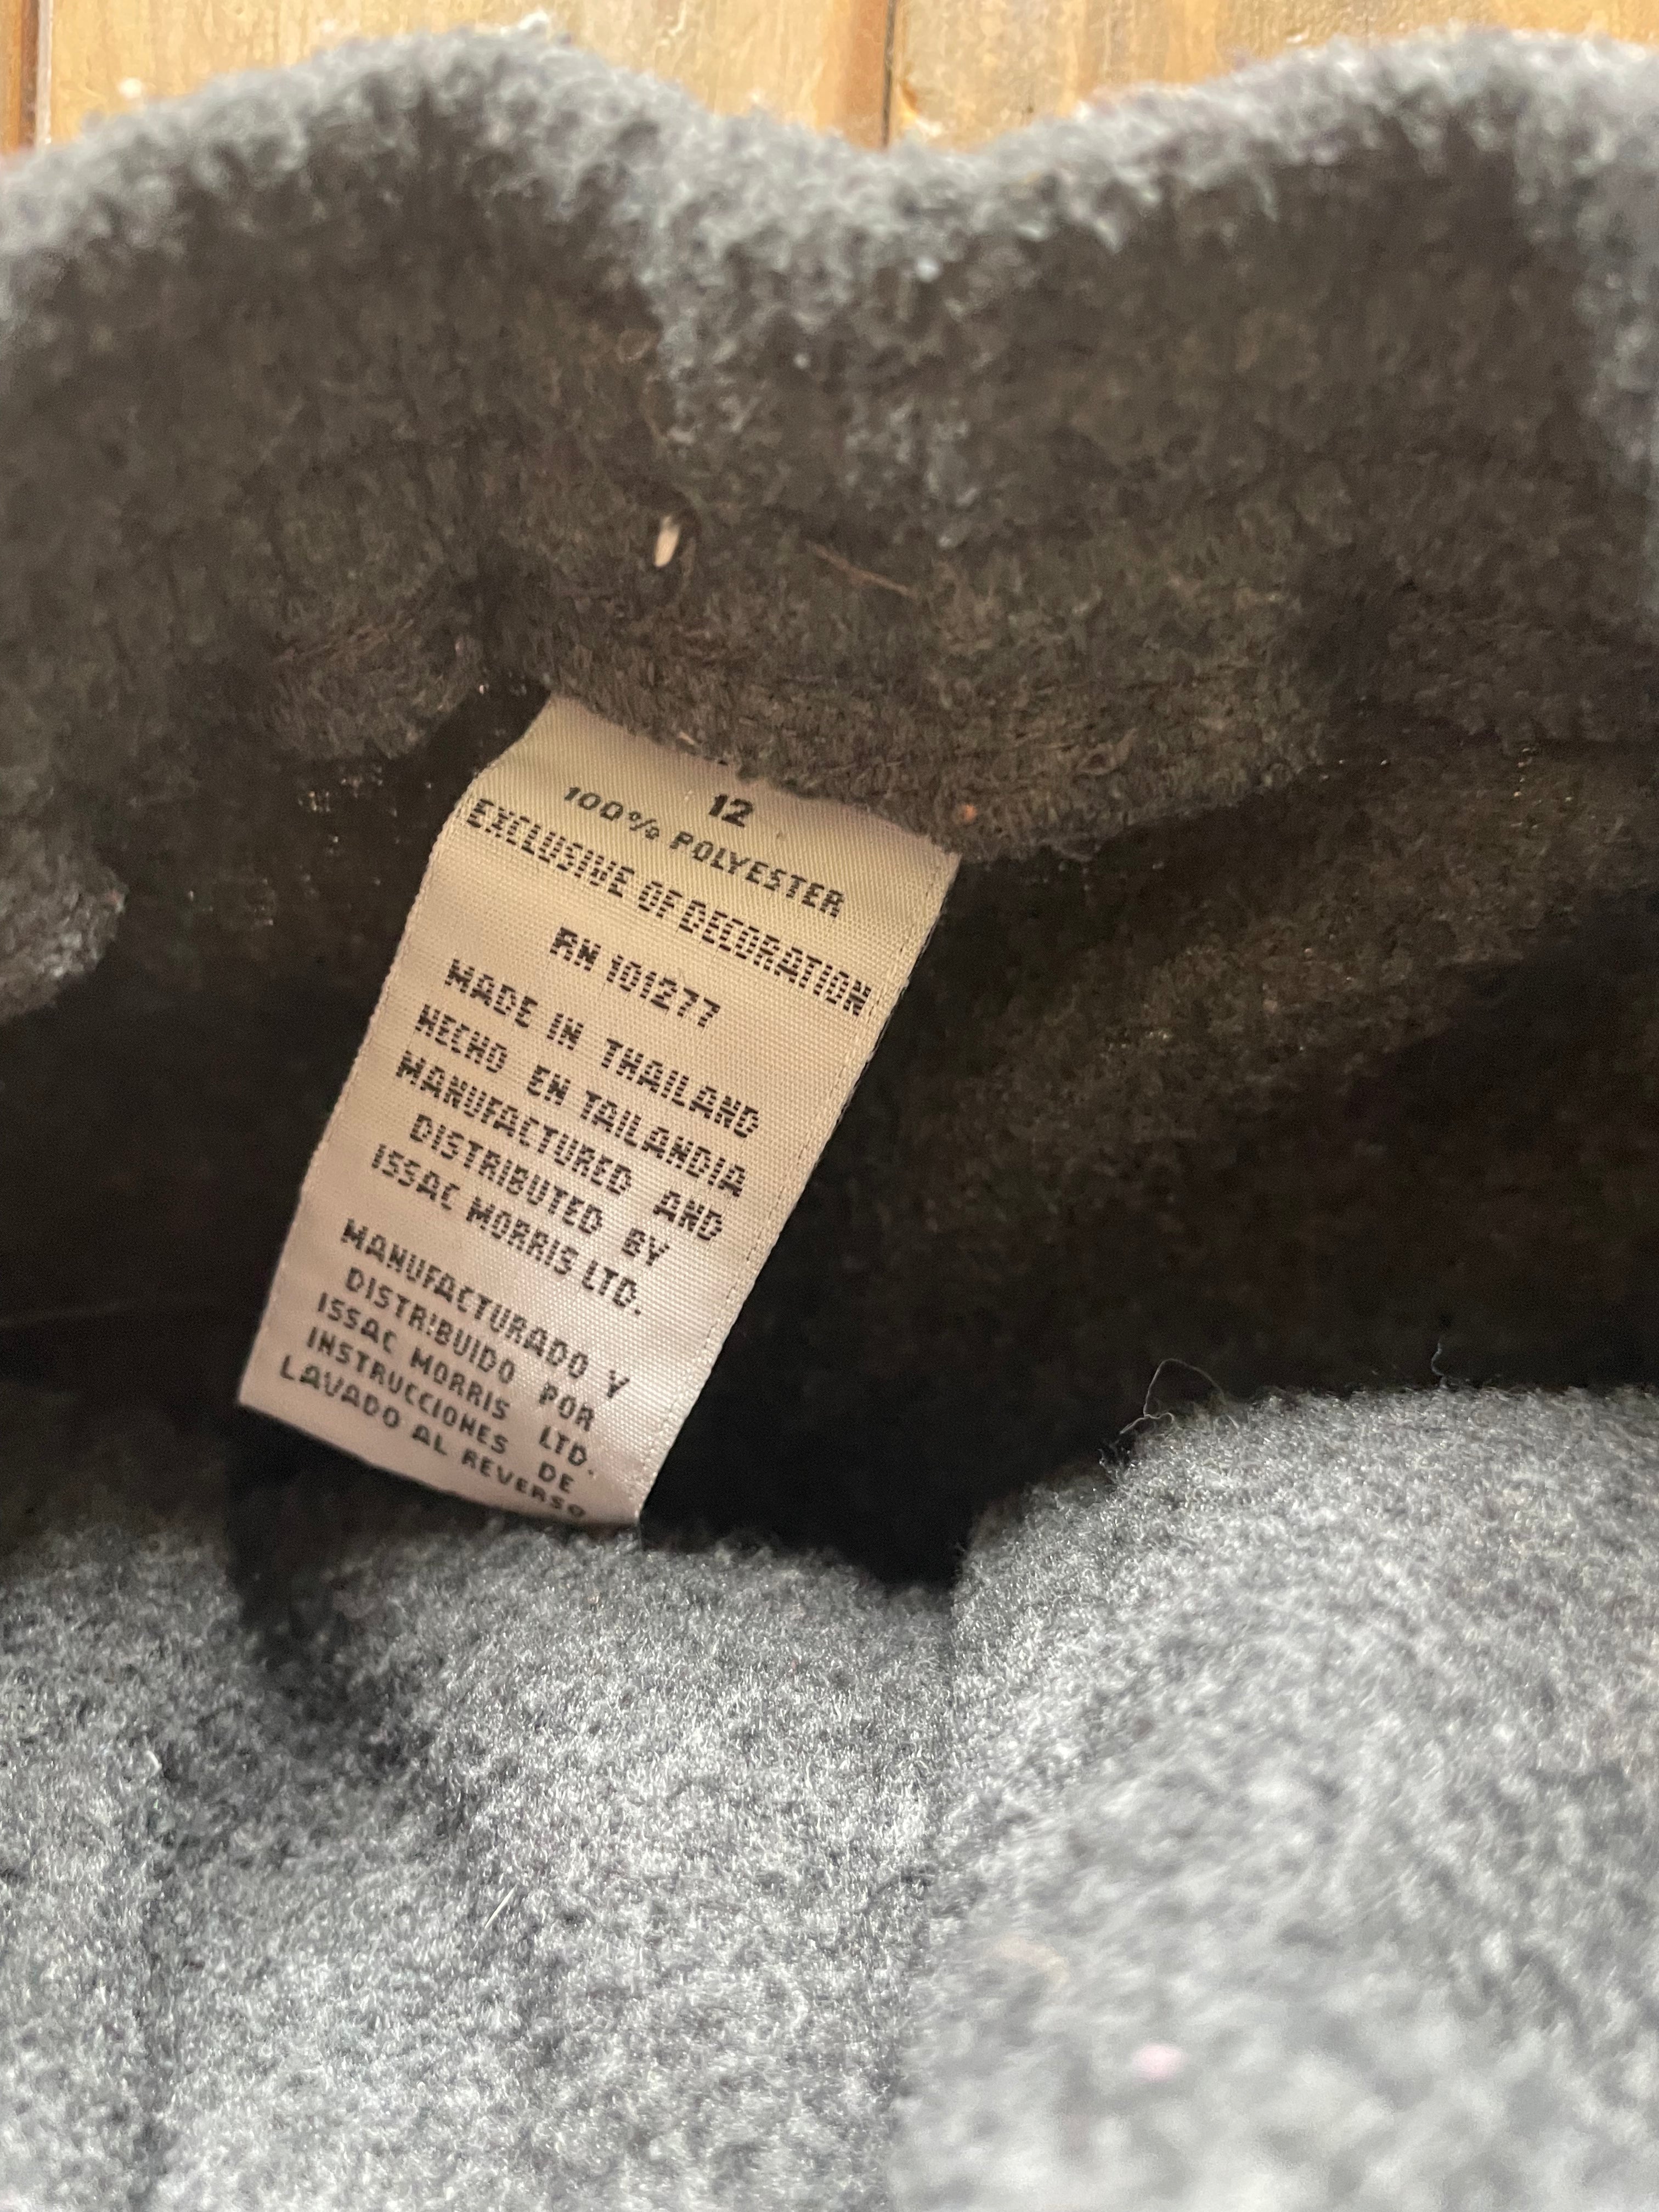 12
100% POLYESTER
EXCLUSIVE OF DECORATION
RN 101277
MADE IN THAILAND
HECHO EN TAILANDIA
MANUFACTURED AND
DISTRIBUTED BY
ISSAC MORRIS LTD.
MANUFACTURADO Y
DISTRIBUIDO POR
ISSAC MORRIS LTD.
INSTRUCCIONES DE
LAVADO AL REVERSO